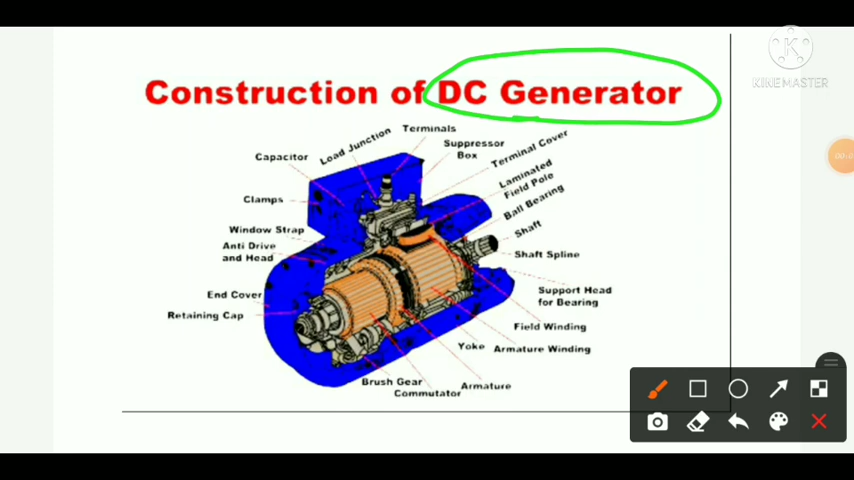 KINEMASTER
Construction of DC Generator
Terminals
Load Junction
Capacitor
Suppressor
Box
Terminal Cover
Laminated
Field Pole
Ball Bearing
Clamps
Window Strap
Shaft
Anti Drive
and Head
Shaft Spline
End Cover
Support Head
for Bearing
Retaining Cap
Field Winding
Yoke
Armature Winding
Brush Gear
Commutator
Armature